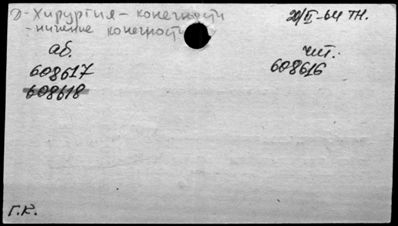 Д-Хирургия - конечности
20/II-64 ТН.
-нижние конечности
аб.
чит.:
608617
608616
608618
Г.К.